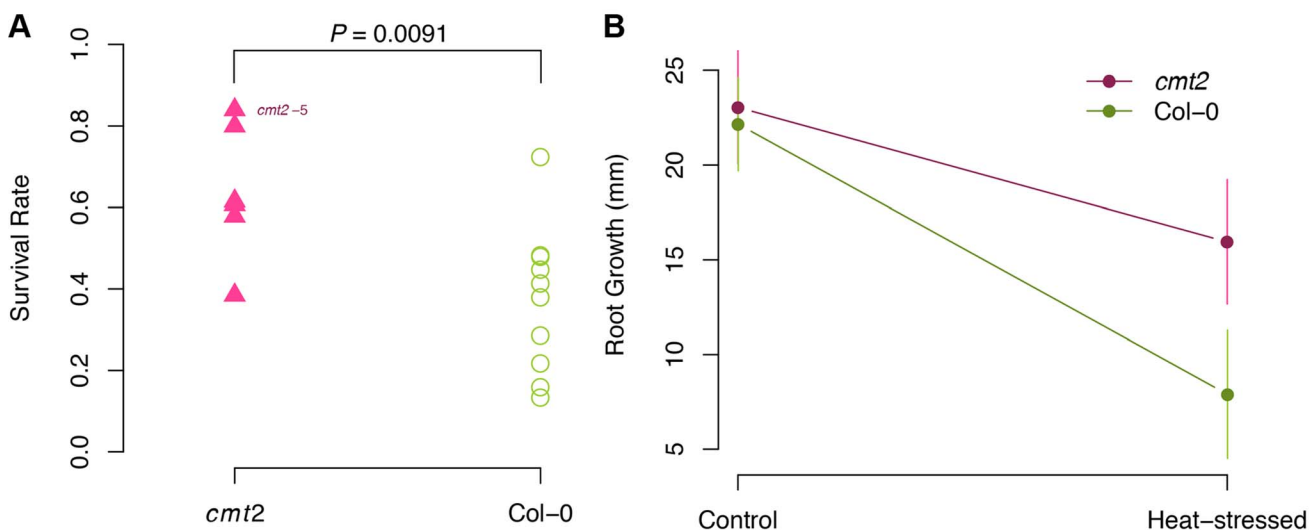 A
P = 0.0091
1.0
0.8
0.6
0.4
0.2
0.0
Survival Rate
cmt2−5
cmt2
Col−0
B
25
20
15
10
5
Root Growth (mm)
cmt2
Col−0
Control
Heat−stressed